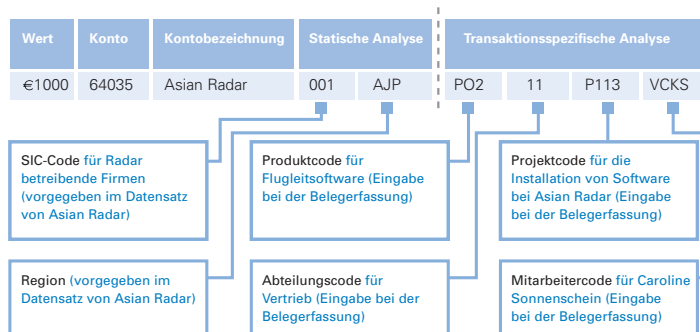 Wert Konto Kontobezeichnung Statische Analyse Transaktionsspezifische Analyse
€1000 64035 Asian Radar 001 AJP PO2 11 P113 VCKS
SIC-Code für Radar
betreibende Firmen
(vorgegeben im Datensatz
von Asian Radar)
Produktcode für
Flugleitsoftware (Eingabe
bei der Belegerfassung)
Projektcode für die
Installation von Software
bei Asian Radar (Eingabe
bei der Belegerfassung)
Region (vorgegeben im
Datensatz von Asian Radar)
Abteilungscode für
Vertrieb (Eingabe bei der
Belegerfassung)
Mitarbeitercode für Caroline
Sonnenschein (Eingabe
bei der Belegerfassung)